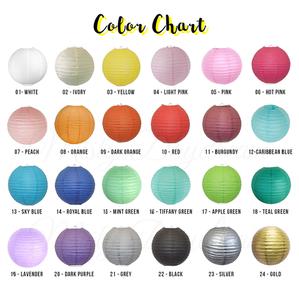 Color Chart
01 - WHITE
02 - IVORY
03 - YELLOW
04 - LIGHT PINK
05 - PINK
06 - HOT PINK
07 - PEACH
08 - ORANGE
09 - DARK ORANGE
10 - RED
11 - BURGUNDY
12-CARIBBEAN BLUE
13 - SKY BLUE
14 - ROYAL BLUE
15 - MINT GREEN
16 - TIFFANY GREEN
17 - APPLE GREEN
18 - TEAL GREEN
19 - LAVENDER
20 - DARK PURPLE
21 - GREY
22 - BLACK
23 - SILVER
24 - GOLD